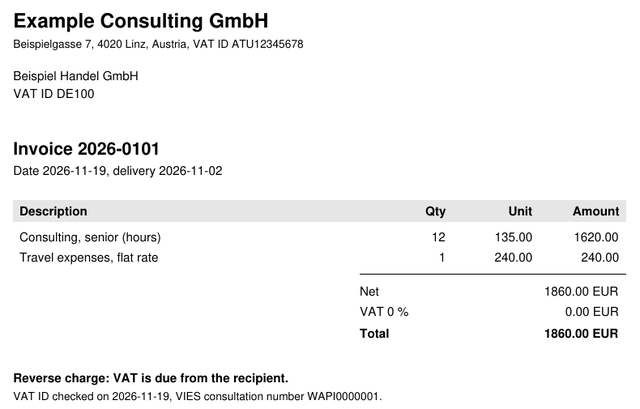 Example Consulting GmbH
Beispielgasse 7, 4020 Linz, Austria, VAT ID ATU12345678
Beispiel Handel GmbH
VAT ID DE100
Invoice 2026-0101
Date 2026-11-19, delivery 2026-11-02
Description Qty Unit Amount
Consulting, senior (hours) 12 135.00 1620.00
Travel expenses, flat rate 1 240.00 240.00
Net 1860.00 EUR
VAT 0 % 0.00 EUR
Total 1860.00 EUR
Reverse charge: VAT is due from the recipient.
VAT ID checked on 2026-11-19, VIES consultation number WAPI0000001.